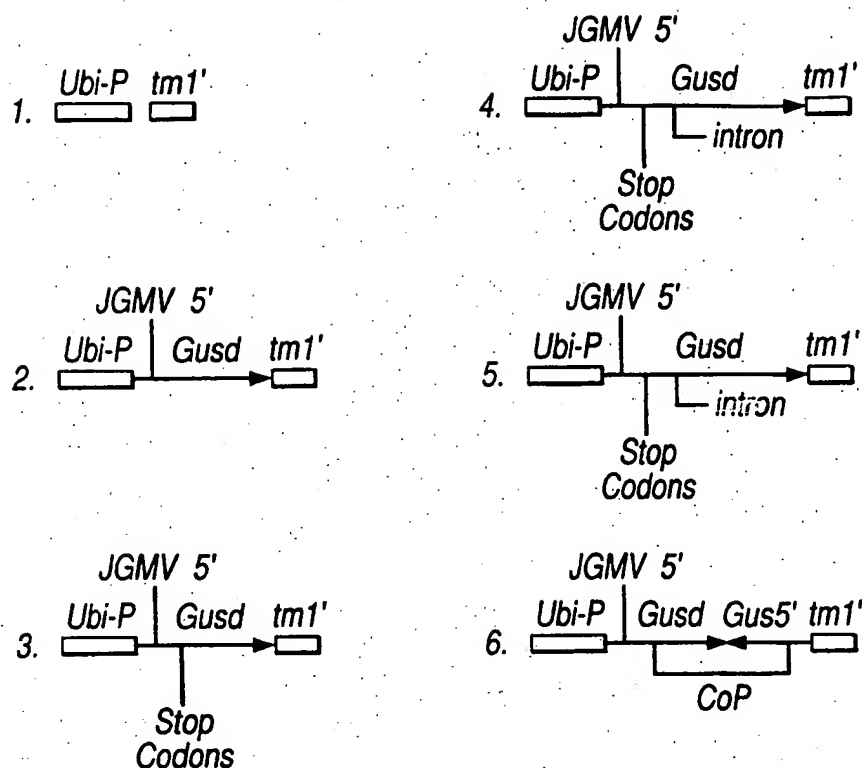 1. Ubi-P tm1'
2. JGMV 5'
Ubi-P Gusd tm1'
3. JGMV 5'
Ubi-P Gusd tm1'
Stop
Codons
4. JGMV 5'
Ubi-P Gusd tm1'
intron
Stop
Codons
5. JGMV 5'
Ubi-P Gusd tm1'
intron
Stop
Codons
6. JGMV 5'
Ubi-P Gusd Gus5' tm1'
CoP